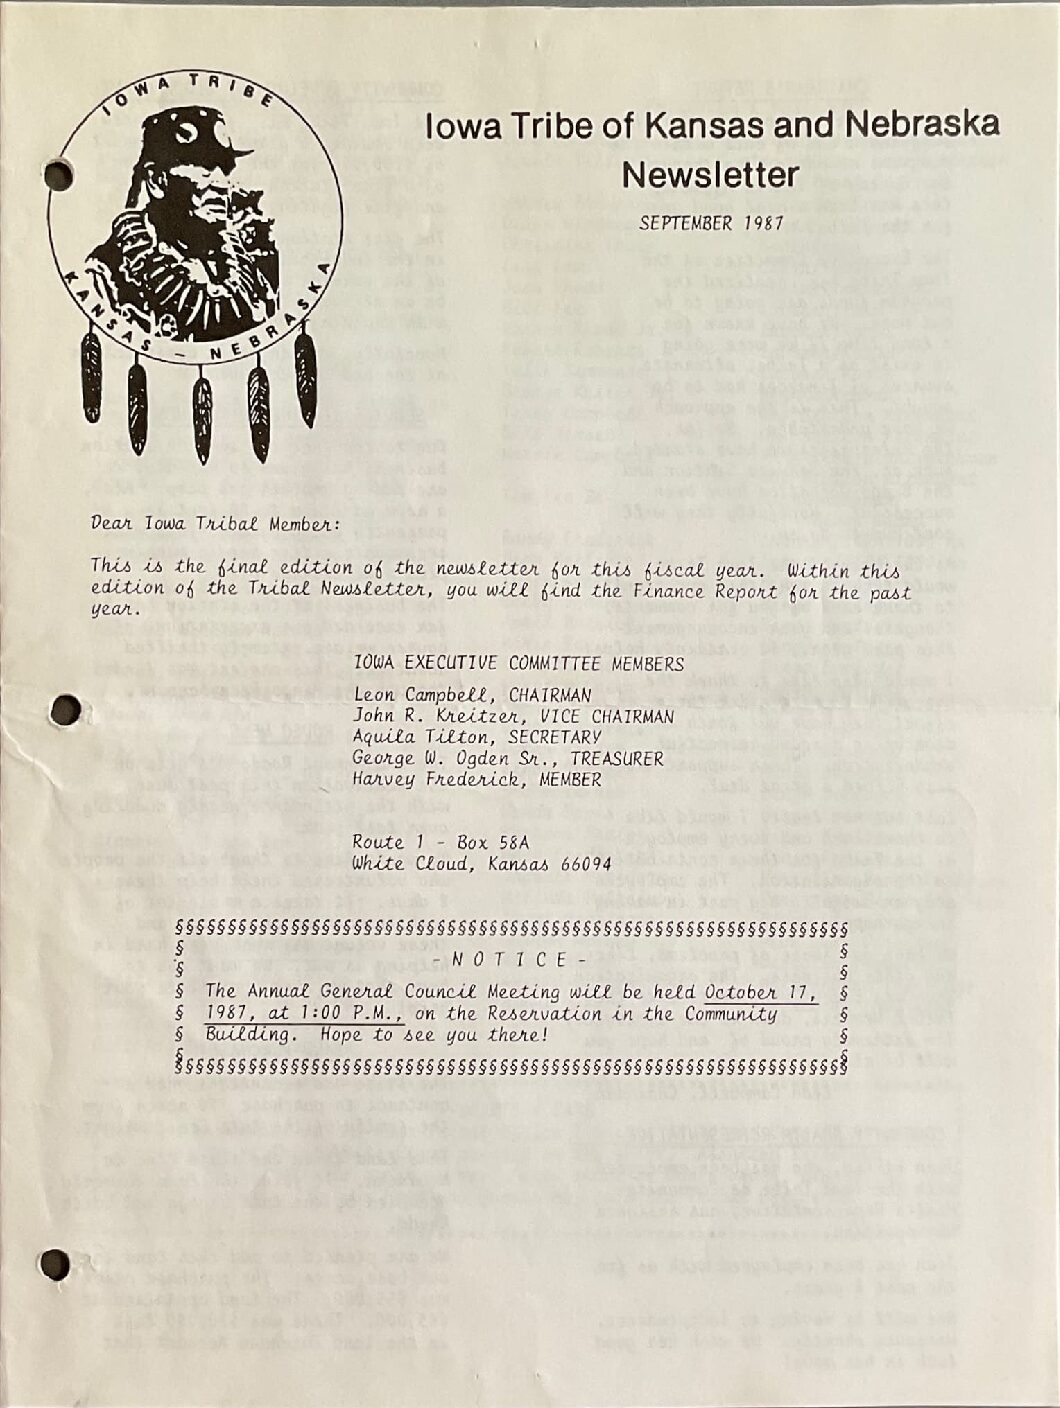 IOWA TRIBE
KANSAS - NEBRASKA
Iowa Tribe of Kansas and Nebraska
Newsletter
SEPTEMBER 1987
Dear Iowa Tribal Member:
This is the final edition of the newsletter for this fiscal year. Within this
edition of the Tribal Newsletter, you will find the Finance Report for the past
year.
IOWA EXECUTIVE COMMITTEE MEMBERS
Leon Campbell, CHAIRMAN
John R. Kreitzer, VICE CHAIRMAN
Aquila Tilton, SECRETARY
George W. Ogden Sr., TREASURER
Harvey Frederick, MEMBER
Route 1 - Box 58A
White Cloud, Kansas 66094
- N O T I C E -
The Annual General Council Meeting will be held October 17,
1987, at 1:00 P.M., on the Reservation in the Community
Building. Hope to see you there!